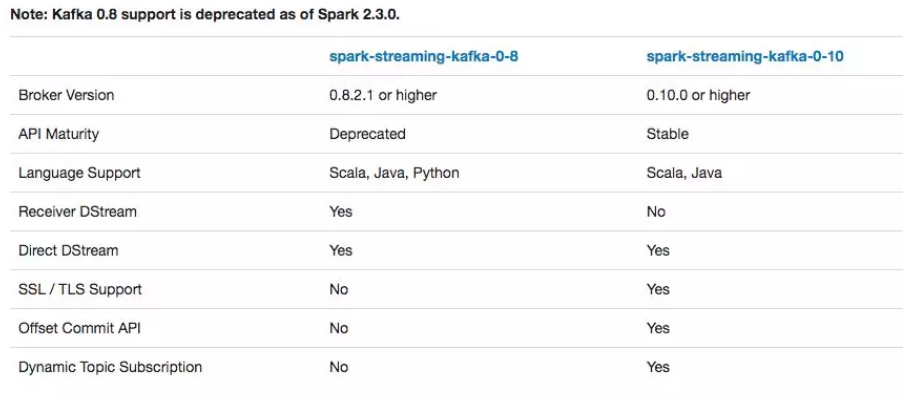 Note: Kafka 0.8 support is deprecated as of Spark 2.3.0.
spark-streaming-kafka-0-8 spark-streaming-kafka-0-10
Broker Version 0.8.2.1 or higher 0.10.0 or higher
API Maturity Deprecated Stable
Language Support Scala, Java, Python Scala, Java
Receiver DStream Yes No
Direct DStream Yes Yes
SSL / TLS Support No Yes
Offset Commit API No Yes
Dynamic Topic Subscription No Yes